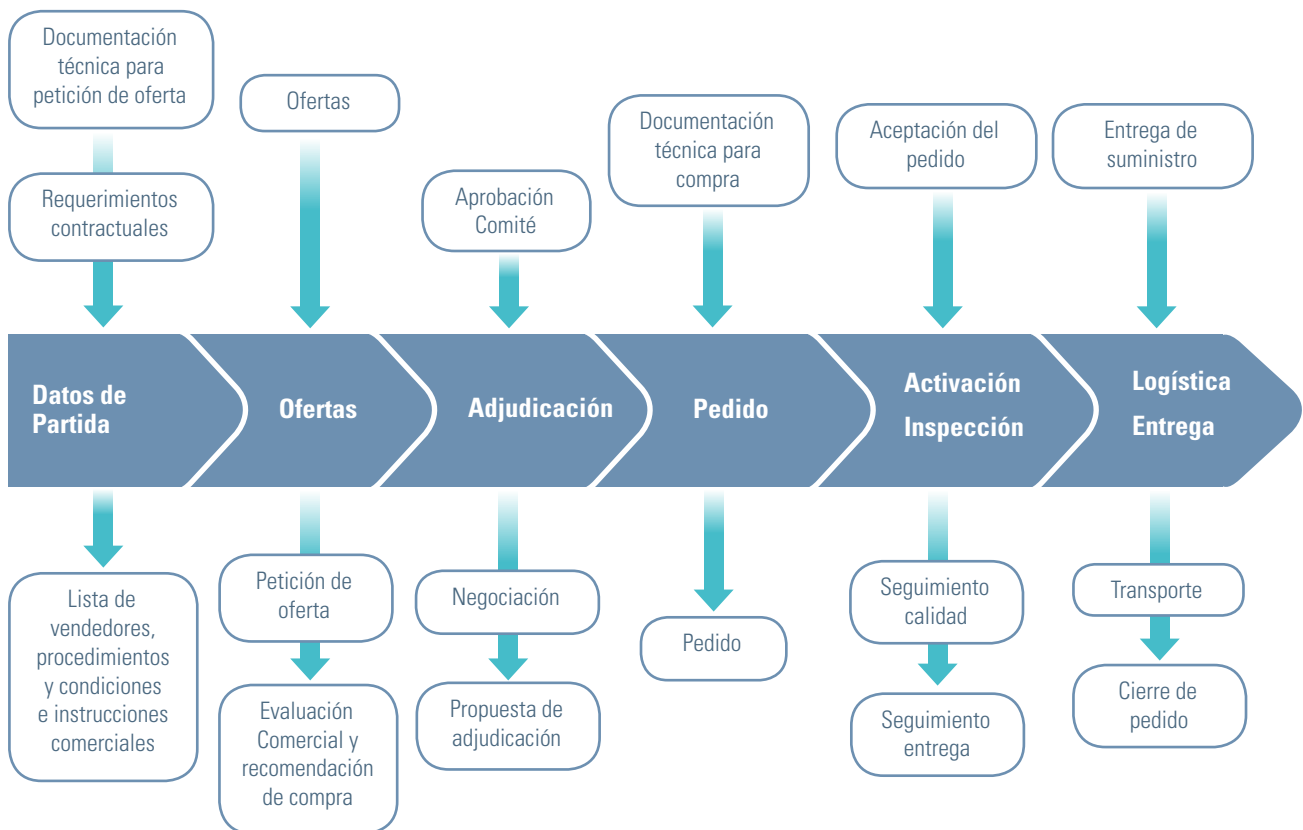 Documentación
técnica para
petición de oferta
Requerimientos
contractuales
Ofertas
Aprobación
Comité
Documentación
técnica para
compra
Aceptación del
pedido
Entrega de
suministro
Datos de
Partida
Ofertas
Adjudicación
Pedido
Activación
Inspección
Logística
Entrega
Lista de
vendedores,
procedimientos
y condiciones
e instrucciones
comerciales
Petición de
oferta
Evaluación
Comercial y
recomendación
de compra
Negociación
Propuesta de
adjudicación
Pedido
Seguimiento
calidad
Seguimiento
entrega
Transporte
Cierre de
pedido